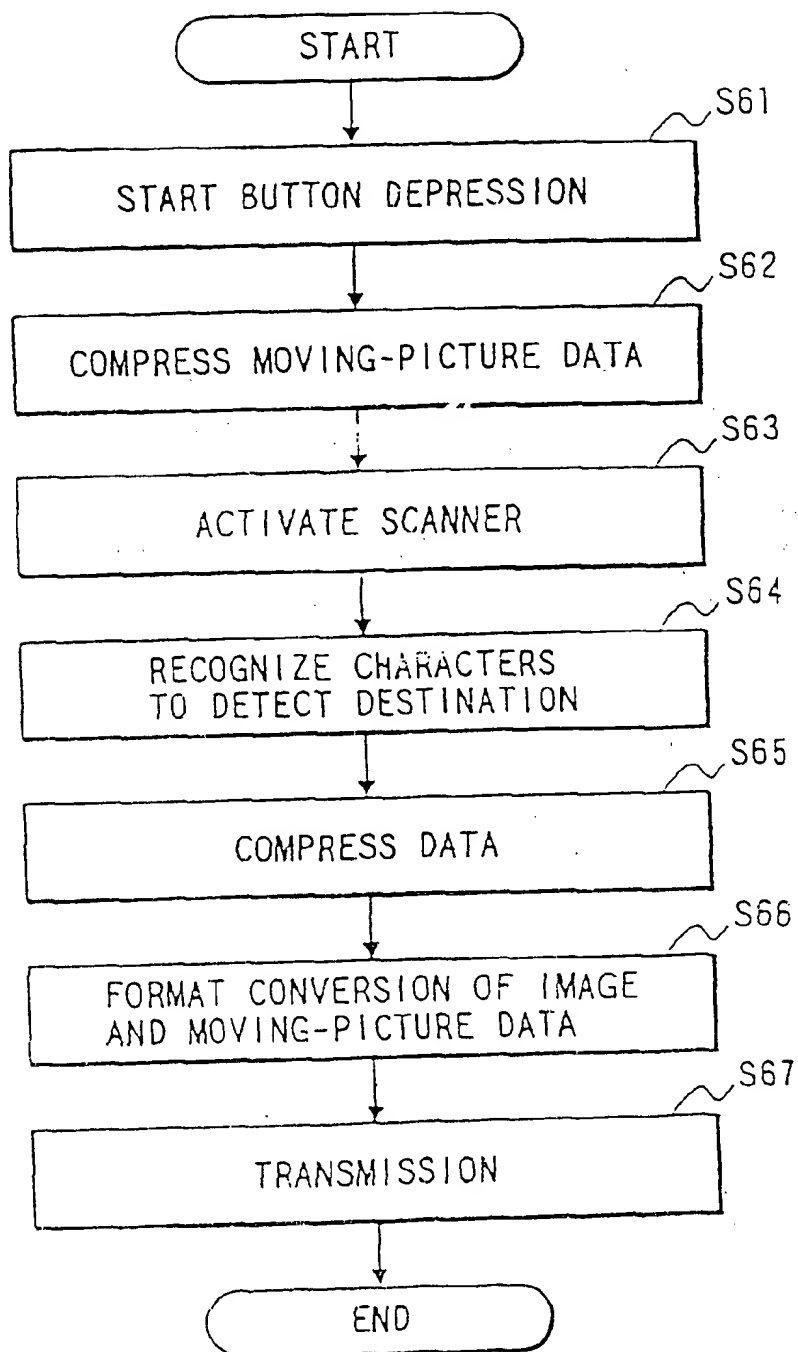 START
S61
START BUTTON DEPRESSION
S62
COMPRESS MOVING-PICTURE DATA
S63
ACTIVATE SCANNER
S64
RECOGNIZE CHARACTERS
TO DETECT DESTINATION
S65
COMPRESS DATA
S66
FORMAT CONVERSION OF IMAGE
AND MOVING-PICTURE DATA
S67
TRANSMISSION
END